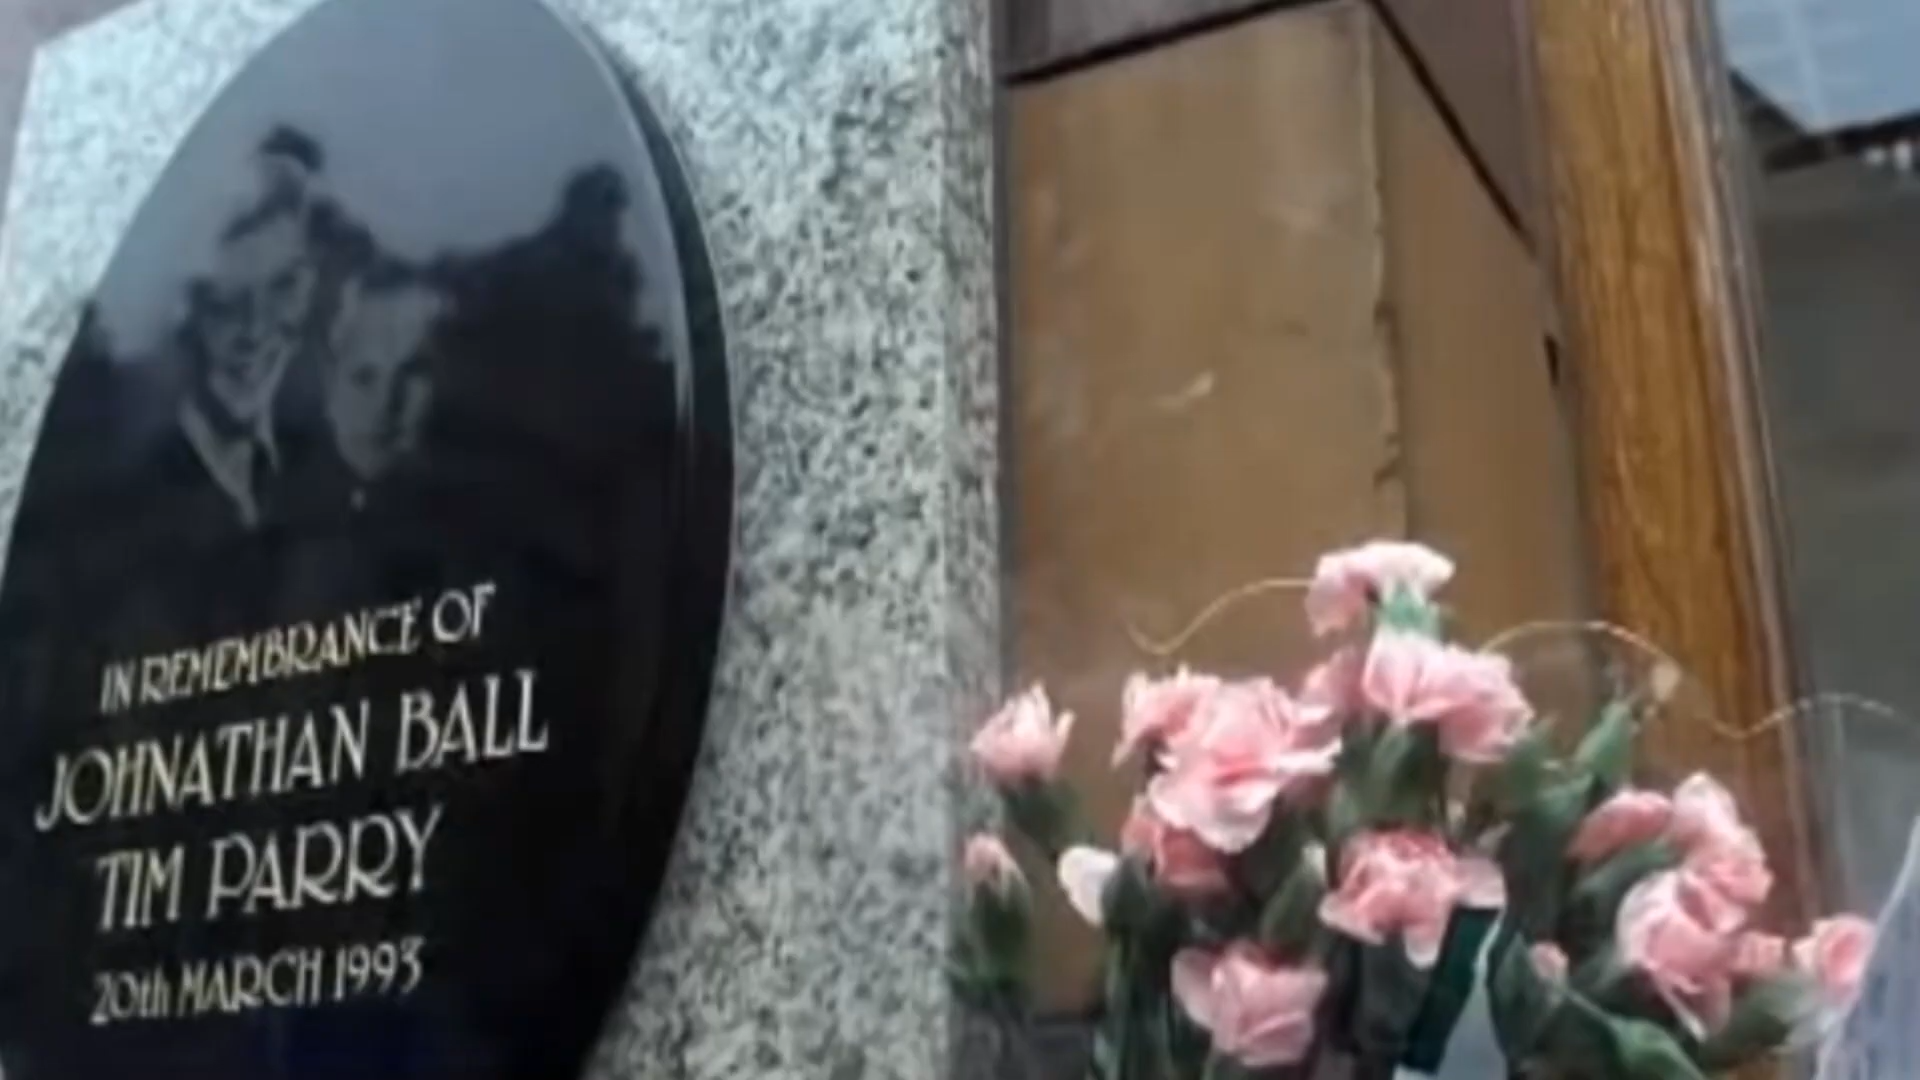 IN REMEMBRANCE OF
JOHNATHAN BALL
TIM PARRY
20th MARCH 1993